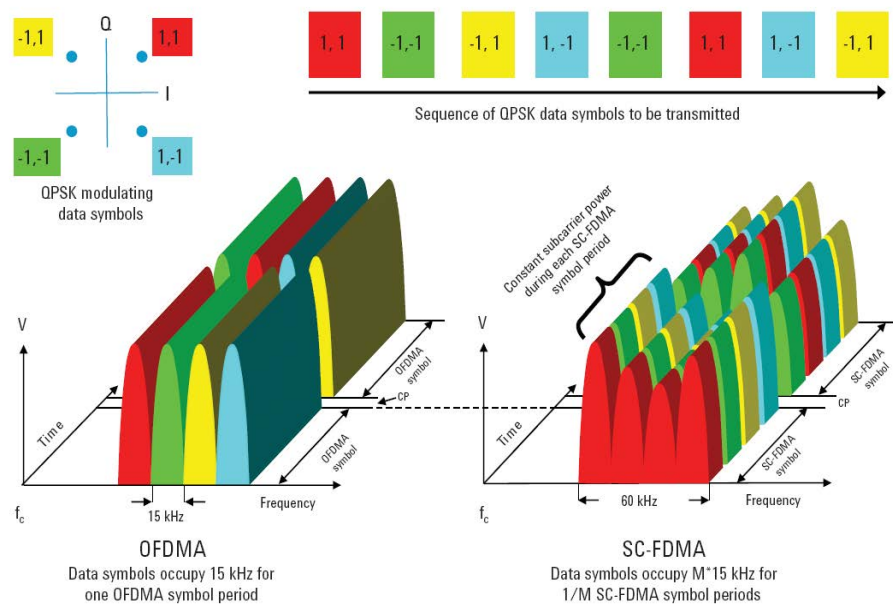 Q
-1,1
1,1
I
-1,-1
1,-1
QPSK modulating
data symbols
1, 1
-1,-1
-1, 1
1, -1
-1,-1
1, 1
1, -1
-1, 1
Sequence of QPSK data symbols to be transmitted
V
Time
OFDMA
symbol
CP
OFDMA
symbol
15 kHz
Frequency
fc
OFDMA
Data symbols occupy 15 kHz for
one OFDMA symbol period
Constant subcarrier power
during each SC-FDMA
symbol period
V
Time
SC-FDMA
symbol
CP
SC-FDMA
symbol
60 kHz
Frequency
fc
SC-FDMA
Data symbols occupy M*15 kHz for
1/M SC-FDMA symbol periods